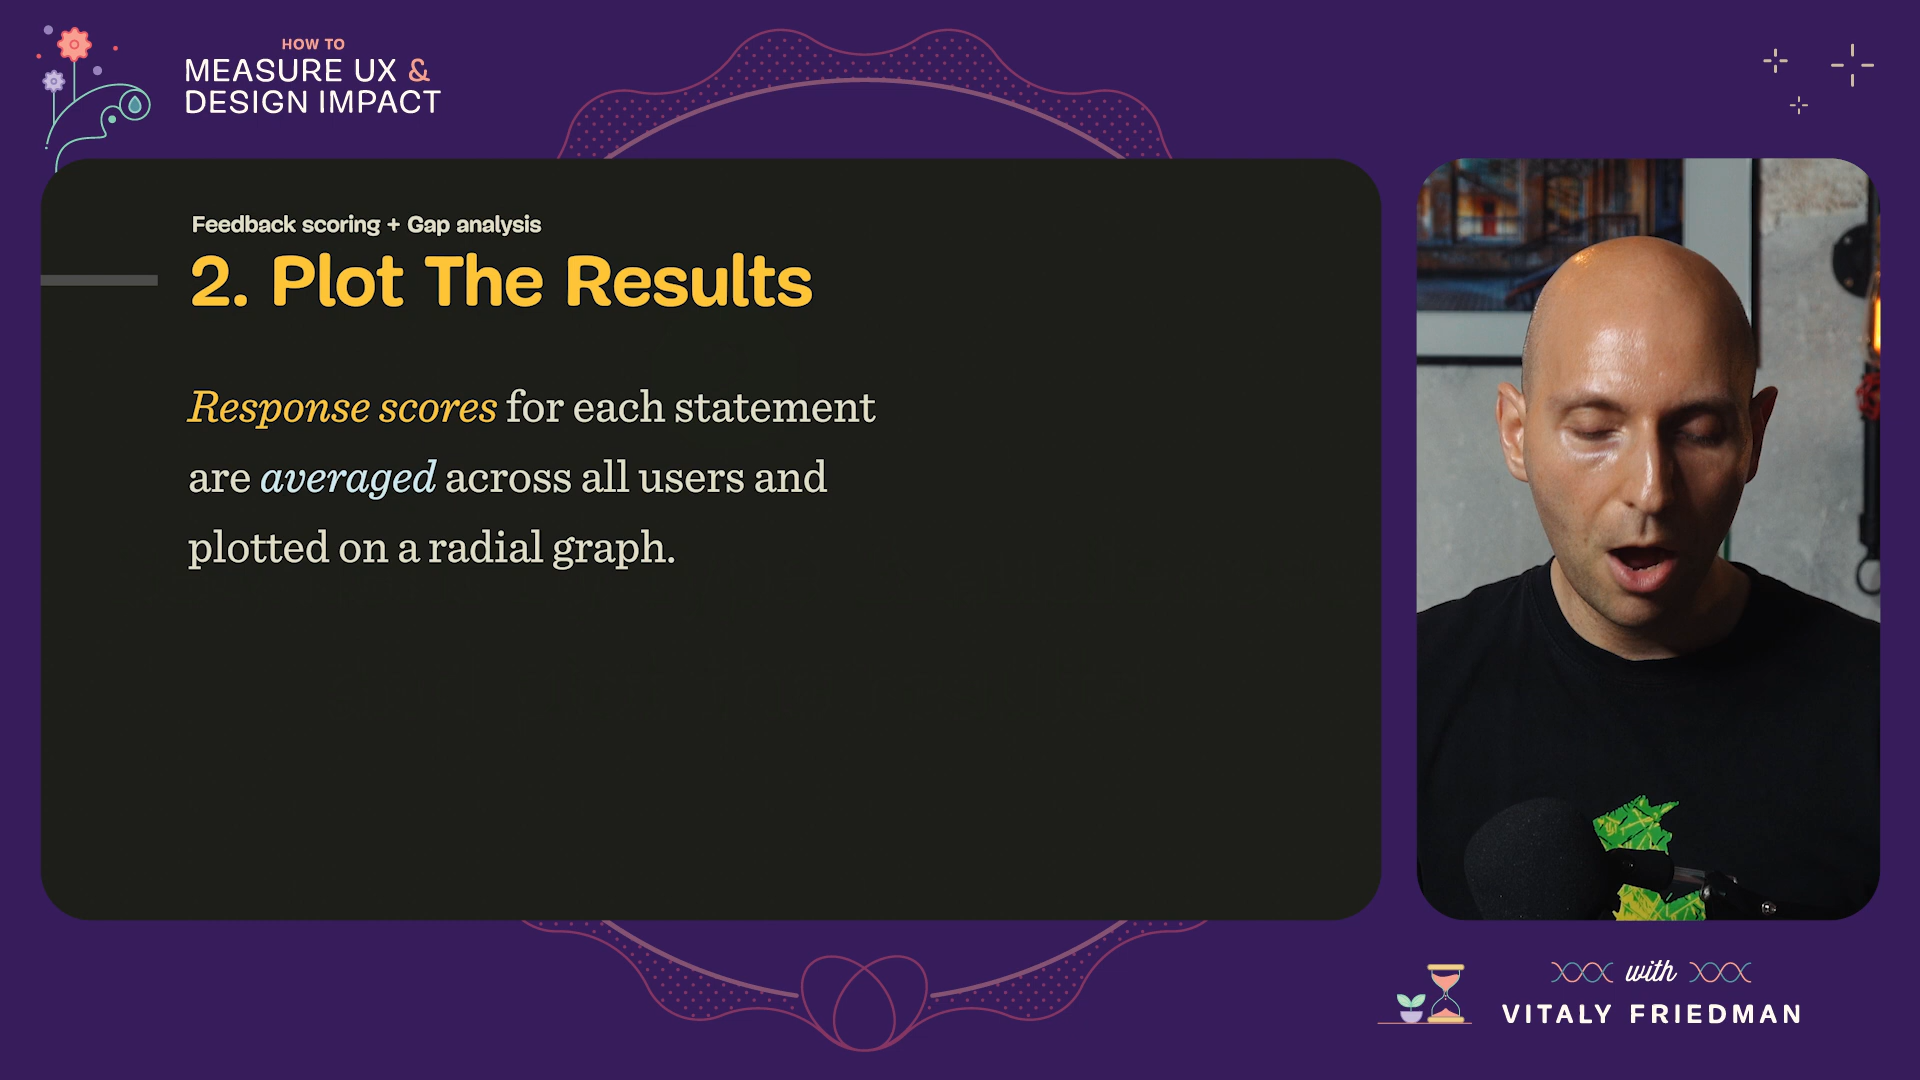 HOW TO
MEASURE UX &
DESIGN IMPACT
Feedback scoring + Gap analysis
2. Plot The Results
Response scores for each statement
are averaged across all users and
plotted on a radial graph.
with
VITALY FRIEDMAN